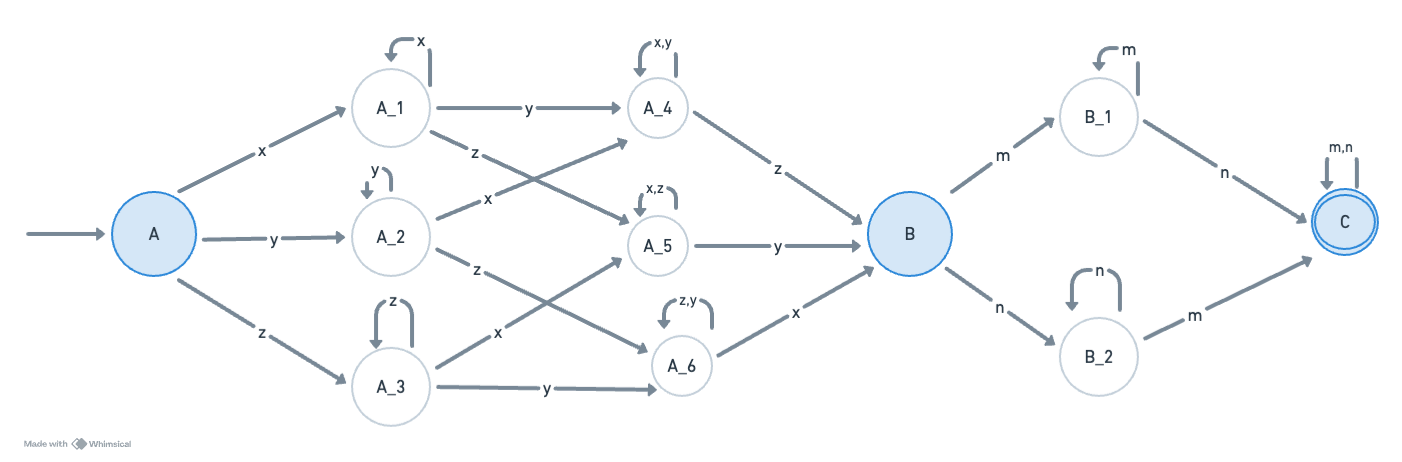 x
x,y
m
A_1
y
A_4
B_1
x
z
z
m
n
m,n
y
x
x,z
A
y
A_2
A_5
y
B
C
z
n
z
z
x
z,y
x
n
m
A_3
y
A_6
B_2
Made with Whimsical